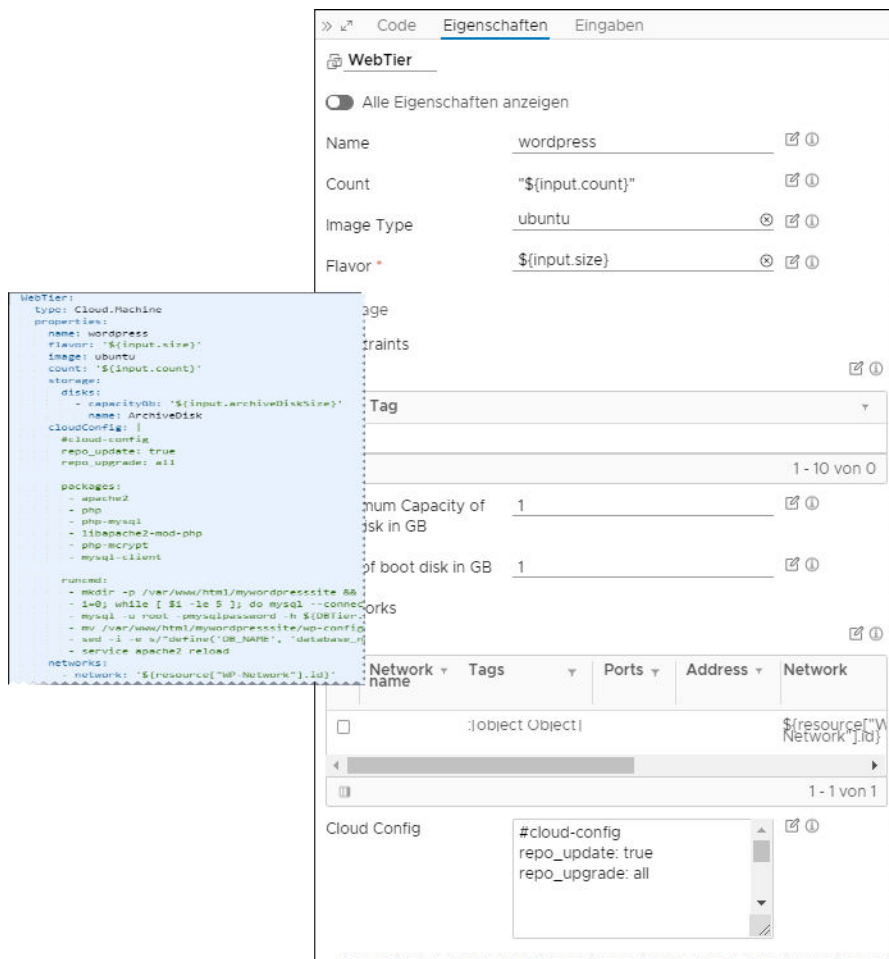 Code Eigenschaften Eingaben
WebTier
Alle Eigenschaften anzeigen
Name wordpress
Count "${input.count}"
Image Type ubuntu
Flavor * ${input.size}
age
traints
Tag
1 - 10 von 0
mum Capacity of 1
sk in GB
of boot disk in GB 1
orks
Network Tags Ports Address Network
name
:[object Object] ${resource["W
Network"].id}
1 - 1 von 1
Cloud Config #cloud-config
repo_update: true
repo_upgrade: all
WebTier:
type: Cloud.Machine
properties:
name: wordpress
flavor: '${input.size}'
image: ubuntu
count: '${input.count}'
storage:
disks:
- capacityGb: '${input.archiveDiskSize}'
name: ArchiveDisk
cloudConfig: |
#cloud-config
repo_update: true
repo_upgrade: all
packages:
- apache2
- php
- php-mysql
- libapache2-mod-php
- php-mcrypt
- mysql-client
runcmd:
- mkdir -p /var/www/html/mywordpresssite &&
- i=0; while [ $i -le 5 ]; do mysql --connec
- mysql -u root -pmysqlpassword -h ${DBTier.
- mv /var/www/html/mywordpresssite/wp-config
- sed -i -e s/"define('DB_NAME', 'database_n
- service apache2 reload
networks:
- network: '${resource["WP-Network"].id}'